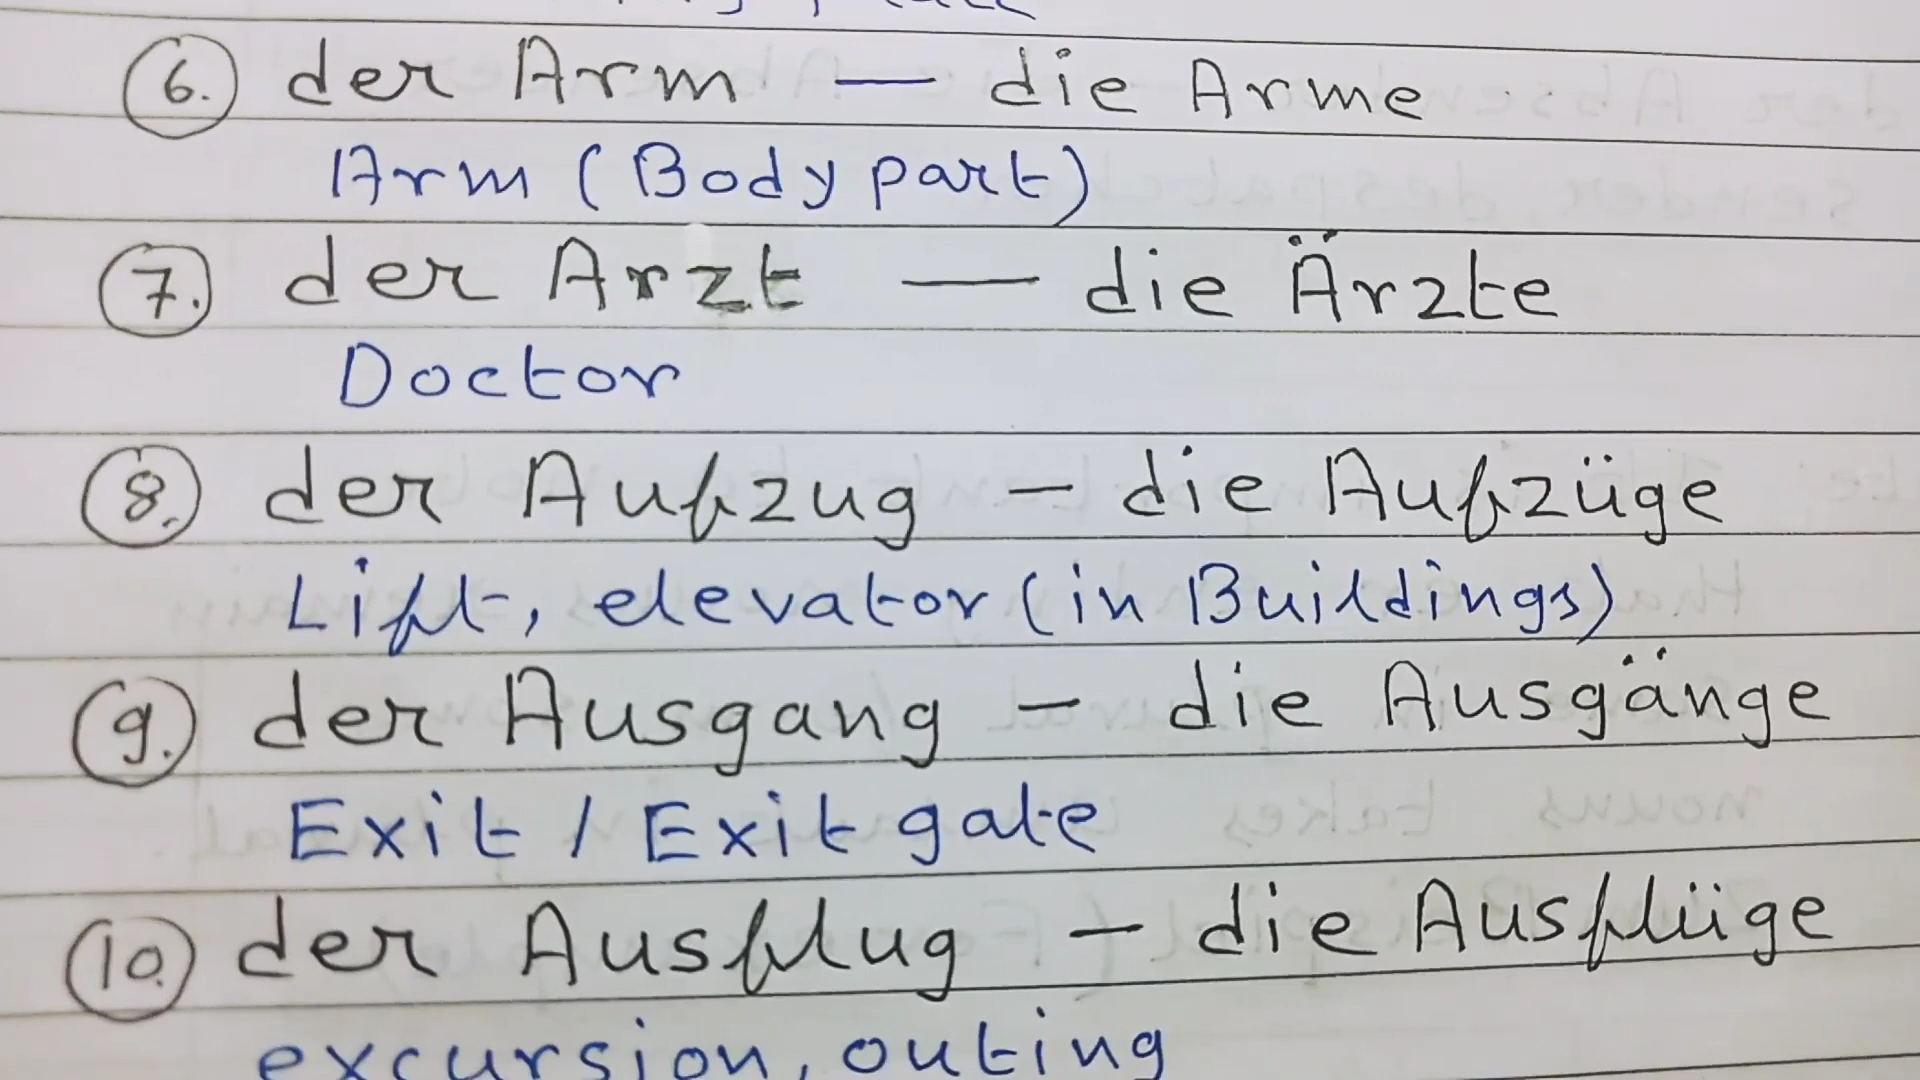 6. der Arm — die Arme
Arm (Body part)
7. der Arzt — die Ärzte
Doctor
8. der Aufzug – die Aufzüge
Lift, elevator (in Buildings)
9. der Ausgang – die Ausgänge
Exit / Exit gate
10. der Ausflug – die Ausflüge
excursion, outing